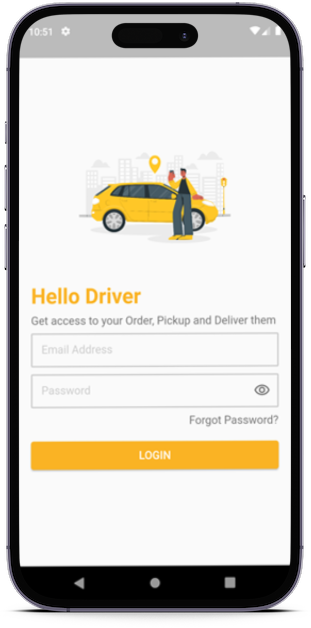 10:51
Hello Driver
Get access to your Order, Pickup and Deliver them
Email Address
Password
Forgot Password?
LOGIN